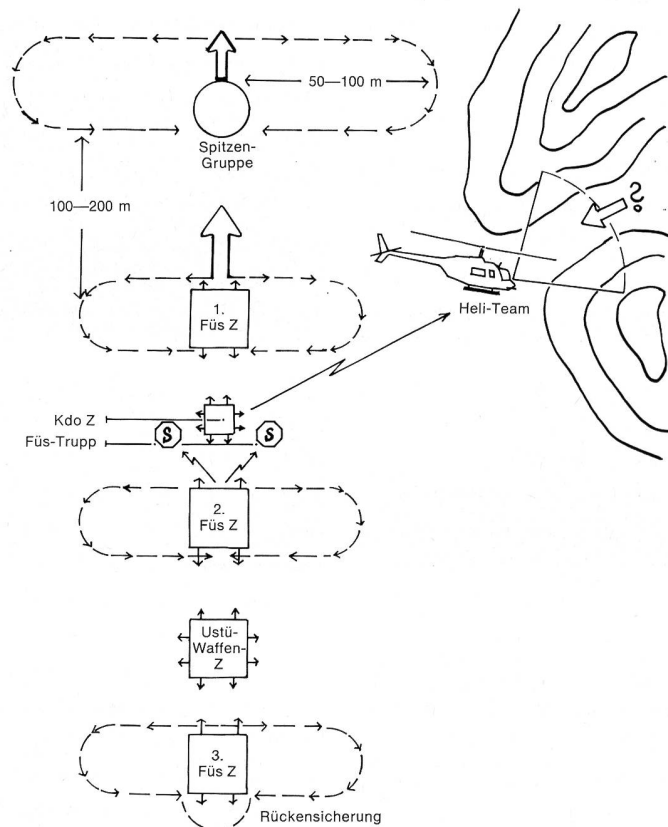 50—100 m
Spitzen-
Gruppe
100—200 m
?
Heli-Team
1.
Füs Z
Kdo Z
Füs-Trupp
S
S
2.
Füs Z
Ustü-
Waffen-
Z
3.
Füs Z
Rückensicherung